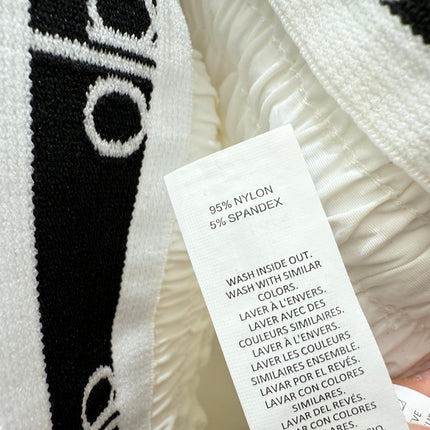 95% NYLON
5% SPANDEX
WASH INSIDE OUT.
WASH WITH SIMILAR
COLORS.
LAVER À L'ENVERS.
LAVER AVEC DES
COULEURS SIMILAIRES.
LAVER À L'ENVERS.
LAVER LES COULEURS
SIMILAIRES ENSEMBLE.
LAVAR POR EL REVÉS.
LAVAR CON COLORES
SIMILARES.
LAVAR DEL REVÉS.
LAVAR CON COLORES